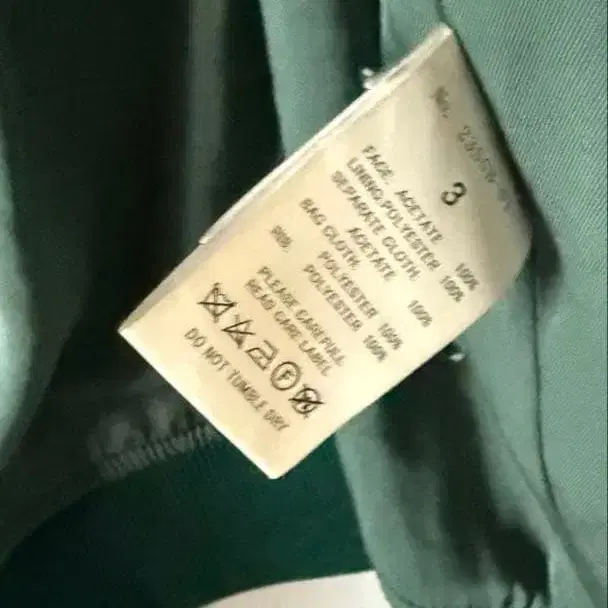 No.
3
FACE: ACETATE 100%
LINING:POLYESTER 100%
SEPARATE CLOTH:
ACETATE 100%
BAG CLOTH:
POLYESTER 100%
POLYESTER 100%
PLEASE CAREFULL
READ CARE LABEL
F
DO NOT TUMBLE DRY